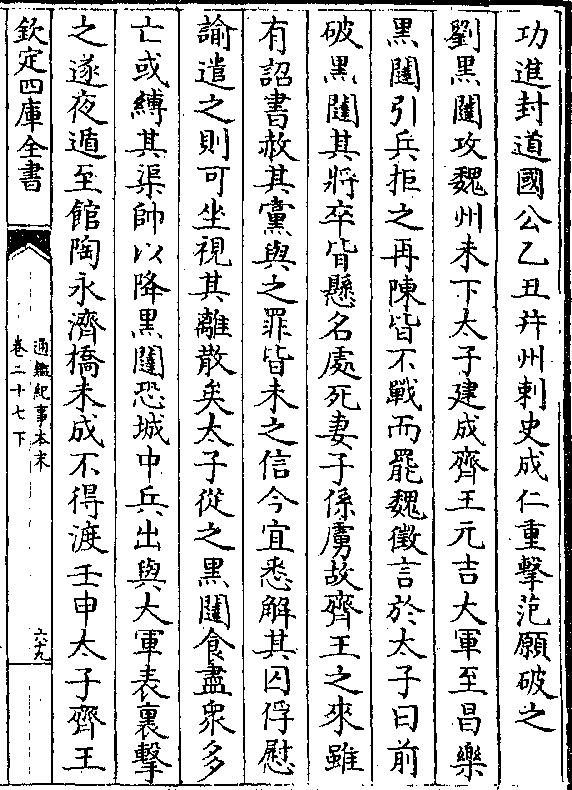 功進封道國公乙丑幷州刺史成仁重擊范願破之
劉黑闥攻魏州未下太子建成齊王元吉大軍至昌樂
黑闥引兵拒之再陳皆不戰而罷魏徵言於太子曰前
破黑闥其將卒皆懸名處死妻子係虜故齊王之來雖
有詔書赦其黨與之罪皆未之信今宜悉解其囚俘慰
諭遣之則可坐視其離散矣太子從之黑闥食盡衆多
亡或縛其渠帥以降黑闥恐城中兵出與大軍表裏擊
之遂夜遁至館陶永濟橋未成不得渡壬申太子齊王
欽定四庫全書
通鑑紀事本末
卷二十七下
六十九